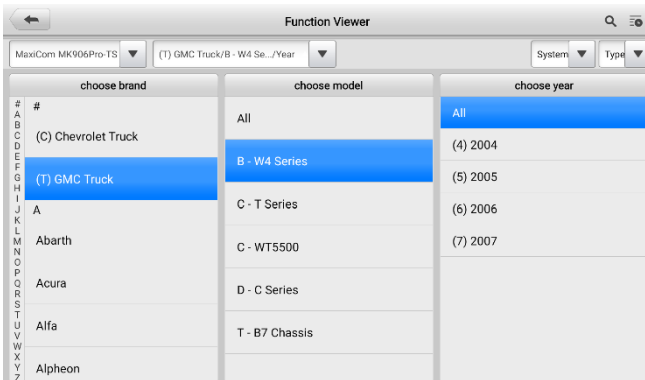 Function Viewer
MaxiCom MK906Pro-TS
(T) GMC Truck/B - W4 Se.../Year
System
Type
choose brand
#
A
B
C
D
E
F
G
H
I
J
K
L
M
N
O
P
Q
R
S
T
U
V
W
X
Y
Z
#
(C) Chevrolet Truck
(T) GMC Truck
A
Abarth
Acura
Alfa
Alpheon
choose model
All
B - W4 Series
C - T Series
C - WT5500
D - C Series
T - B7 Chassis
choose year
All
(4) 2004
(5) 2005
(6) 2006
(7) 2007